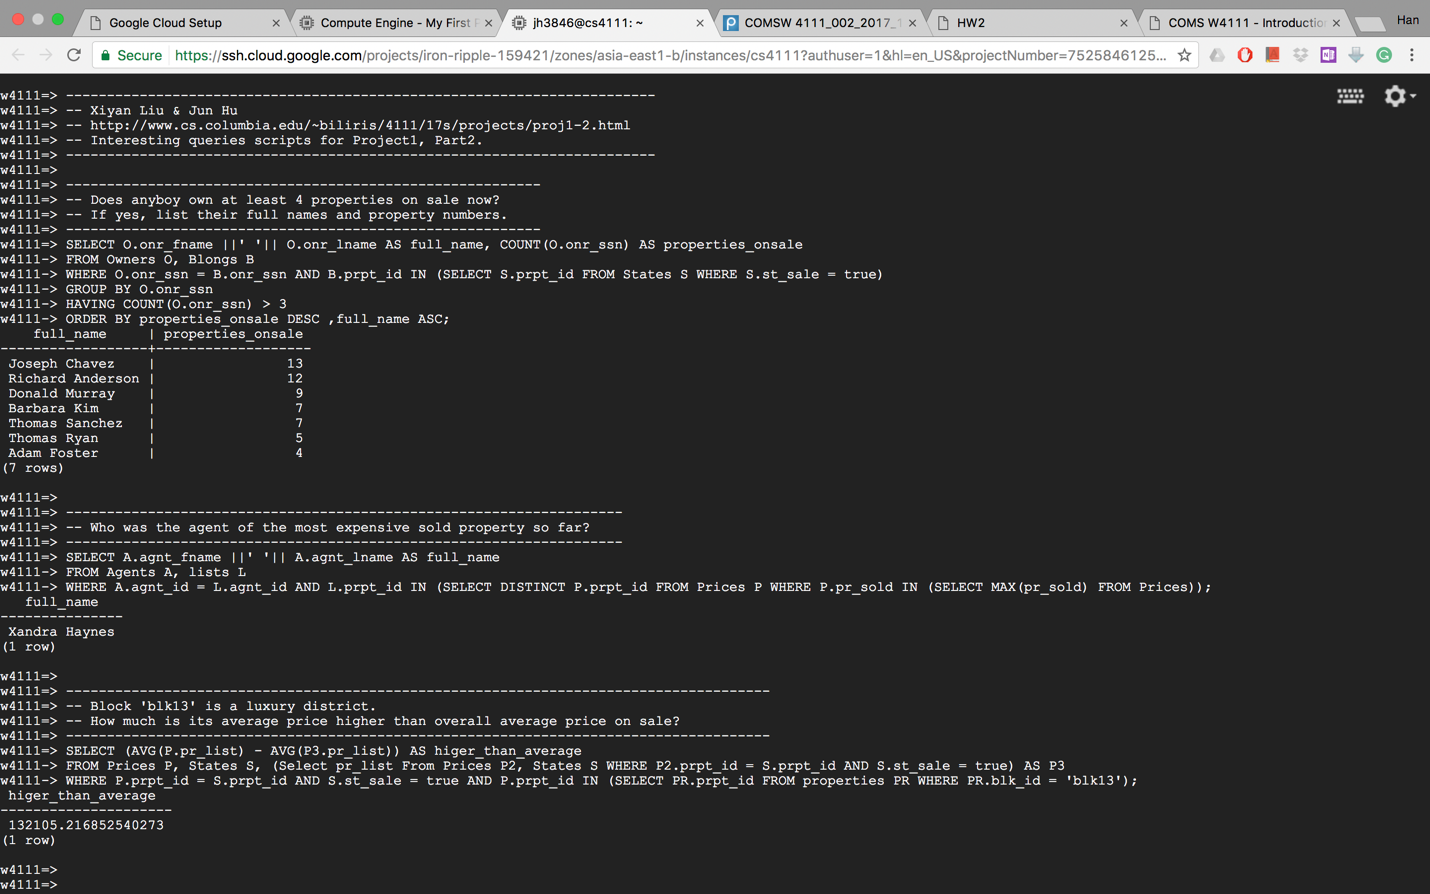 Google Cloud Setup
Compute Engine - My First P
jh3846@cs4111: ~
COMSW 4111_002_2017_1
HW2
COMS W4111 - Introduction
Han
Secure https://ssh.cloud.google.com/projects/iron-ripple-159421/zones/asia-east1-b/instances/cs4111?authuser=1&hl=en_US&projectNumber=7525846125...
w4111=> ------------------------------------------------------------------------
w4111=> -- Xiyan Liu & Jun Hu
w4111=> -- http://www.cs.columbia.edu/~biliris/4111/17s/projects/proj1-2.html
w4111=> -- Interesting queries scripts for Project1, Part2.
w4111=> ------------------------------------------------------------------------
w4111=>
w4111=> ----------------------------------------------------------
w4111=> -- Does anyboy own at least 4 properties on sale now?
w4111=> -- If yes, list their full names and property numbers.
w4111=> ----------------------------------------------------------
w4111=> SELECT O.onr_fname ||' '|| O.onr_lname AS full_name, COUNT(O.onr_ssn) AS properties_onsale
w4111-> FROM Owners O, Blongs B
w4111-> WHERE O.onr_ssn = B.onr_ssn AND B.prpt_id IN (SELECT S.prpt_id FROM States S WHERE S.st_sale = true)
w4111-> GROUP BY O.onr_ssn
w4111-> HAVING COUNT(O.onr_ssn) > 3
w4111-> ORDER BY properties_onsale DESC ,full_name ASC;
    full_name     | properties_onsale
------------------+-------------------
 Joseph Chavez    |                13
 Richard Anderson |                12
 Donald Murray    |                 9
 Barbara Kim      |                 7
 Thomas Sanchez   |                 7
 Thomas Ryan      |                 5
 Adam Foster      |                 4
(7 rows)
w4111=>
w4111=> --------------------------------------------------------------------
w4111=> -- Who was the agent of the most expensive sold property so far?
w4111=> --------------------------------------------------------------------
w4111=> SELECT A.agnt_fname ||' '|| A.agnt_lname AS full_name
w4111-> FROM Agents A, lists L
w4111-> WHERE A.agnt_id = L.agnt_id AND L.prpt_id IN (SELECT DISTINCT P.prpt_id FROM Prices P WHERE P.pr_sold IN (SELECT MAX(pr_sold) FROM Prices));
   full_name
---------------
 Xandra Haynes
(1 row)
w4111=>
w4111=> --------------------------------------------------------------------------------------
w4111=> -- Block 'blk13' is a luxury district.
w4111=> -- How much is its average price higher than overall average price on sale?
w4111=> --------------------------------------------------------------------------------------
w4111=> SELECT (AVG(P.pr_list) - AVG(P3.pr_list)) AS higer_than_average
w4111-> FROM Prices P, States S, (Select pr_list From Prices P2, States S WHERE P2.prpt_id = S.prpt_id AND S.st_sale = true) AS P3
w4111-> WHERE P.prpt_id = S.prpt_id AND S.st_sale = true AND P.prpt_id IN (SELECT PR.prpt_id FROM properties PR WHERE PR.blk_id = 'blk13');
 higer_than_average
---------------------
 132105.216852540273
(1 row)
w4111=>
w4111=>